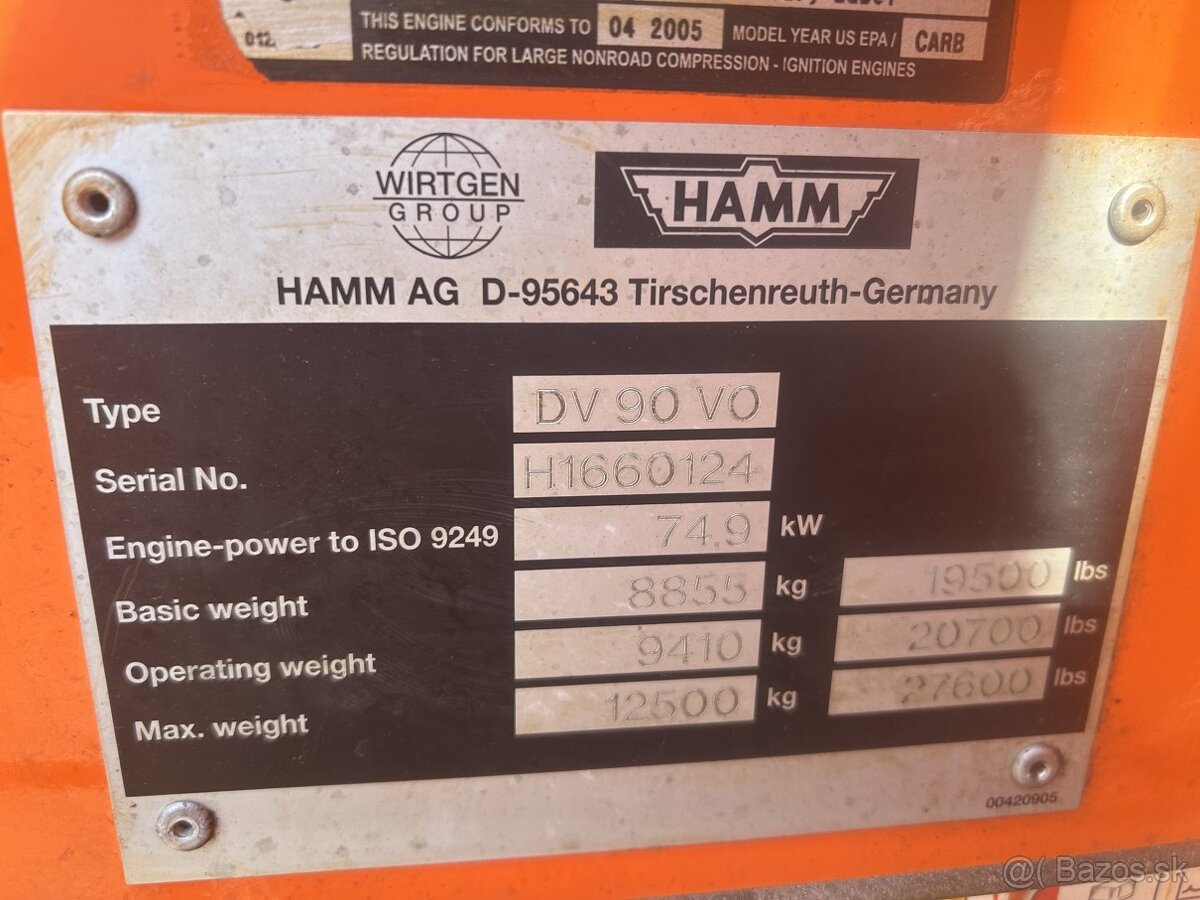 THIS ENGINE CONFORMS TO 04 2005 MODEL YEAR US EPA / CARB
REGULATION FOR LARGE NONROAD COMPRESSION - IGNITION ENGINES
WIRTGEN
GROUP
HAMM
HAMM AG D-95643 Tirschenreuth-Germany
Type DV 90 VO
Serial No. H1660124
Engine-power to ISO 9249 74.9 kW
Basic weight 8855 kg 19500 lbs
Operating weight 9410 kg 20700 lbs
Max. weight 12500 kg 27600 lbs
00420905
Bazos.sk